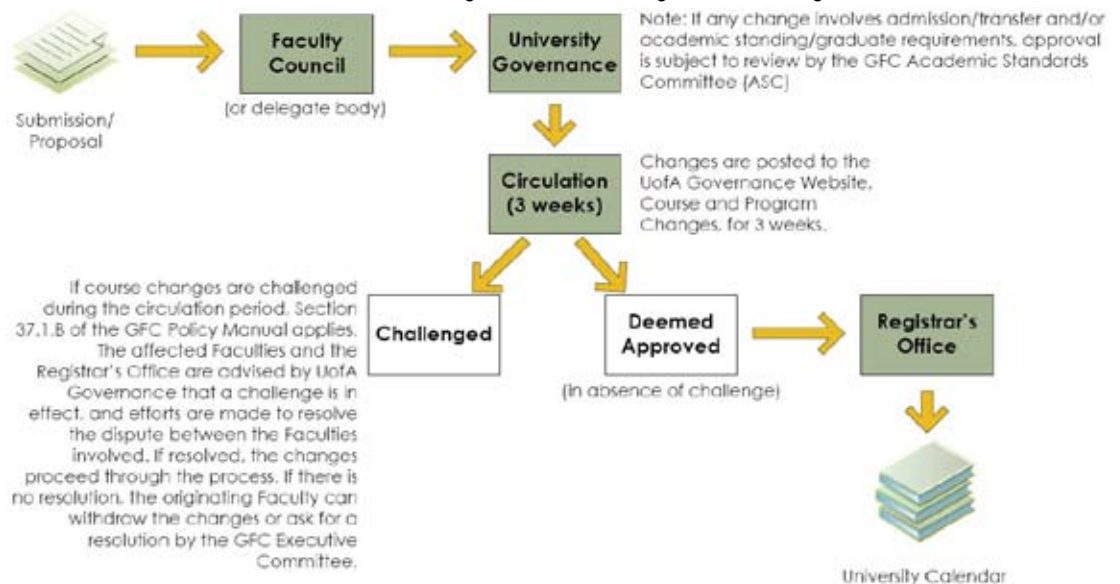 Submission/
Proposal
Faculty
Council
(or delegate body)
University
Governance
Note: If any change involves admission/transfer and/or
academic standing/graduate requirements, approval
is subject to review by the GFC Academic Standards
Committee (ASC)
Circulation
(3 weeks)
Changes are posted to the
UofA Governance Website,
Course and Program
Changes, for 3 weeks.
If course changes are challenged
during the circulation period, Section
37.1.B of the GFC Policy Manual applies.
The affected Faculties and the
Registrar's Office are advised by UofA
Governance that a challenge is in
effect, and efforts are made to resolve
the dispute between the Faculties
involved. If resolved, the changes
proceed through the process. If there is
no resolution, the originating Faculty can
withdraw the changes or ask for a
resolution by the GFC Executive
Committee.
Challenged
Deemed
Approved
(in absence of challenge)
Registrar's
Office
University Calendar